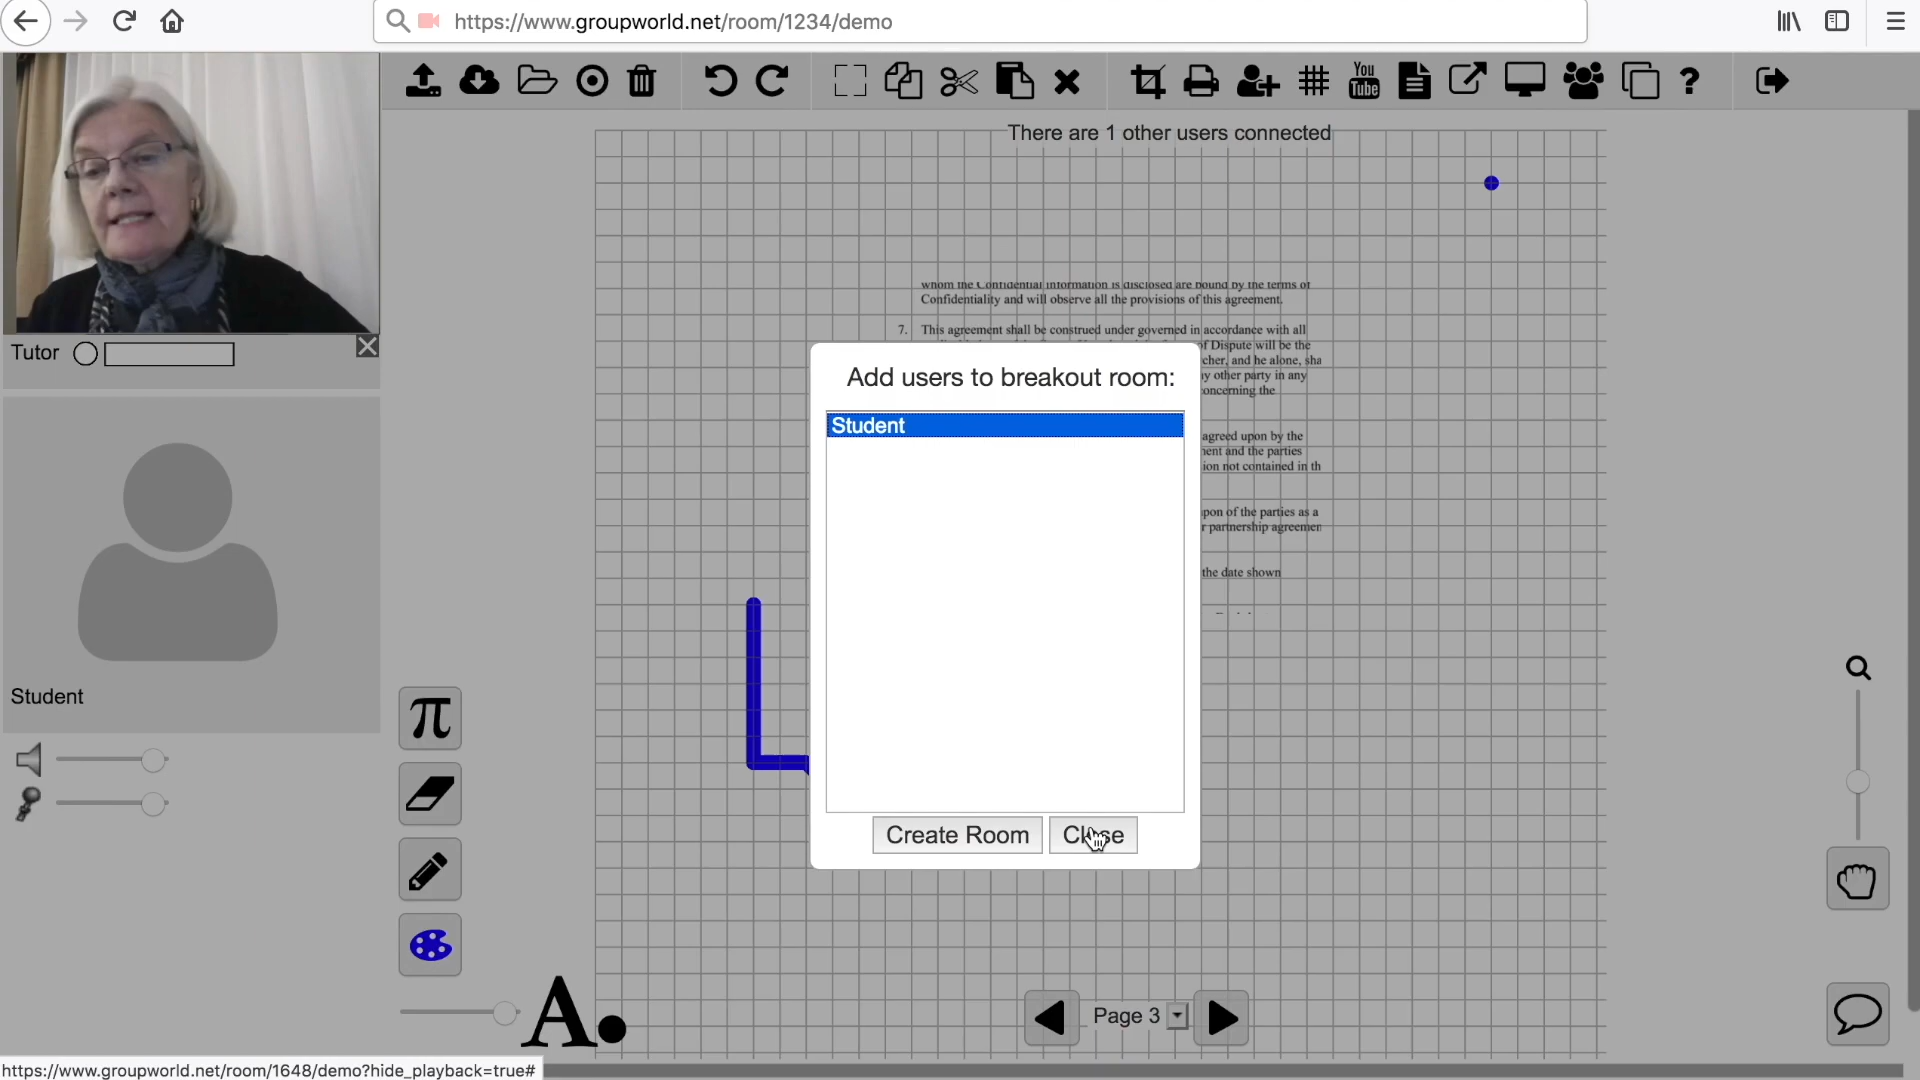 https://www.groupworld.net/room/1234/demo
You
Tube
?
There are 1 other users connected
whom the Confidential information is disclosed are bound by the terms of
Confidentiality and will observe all the provisions of this agreement.
7. This agreement shall be construed under governed in accordance with all
of Dispute will be the
cher, and he alone, sha
y other party in any
concerning the
agreed upon by the
ent and the parties
ion not contained in th
pon of the parties as a
r partnership agreemen
the date shown
Add users to breakout room:
Student
Create Room
Close
Tutor
Student
π
A.
Page 3
https://www.groupworld.net/room/1648/demo?hide_playback=true#